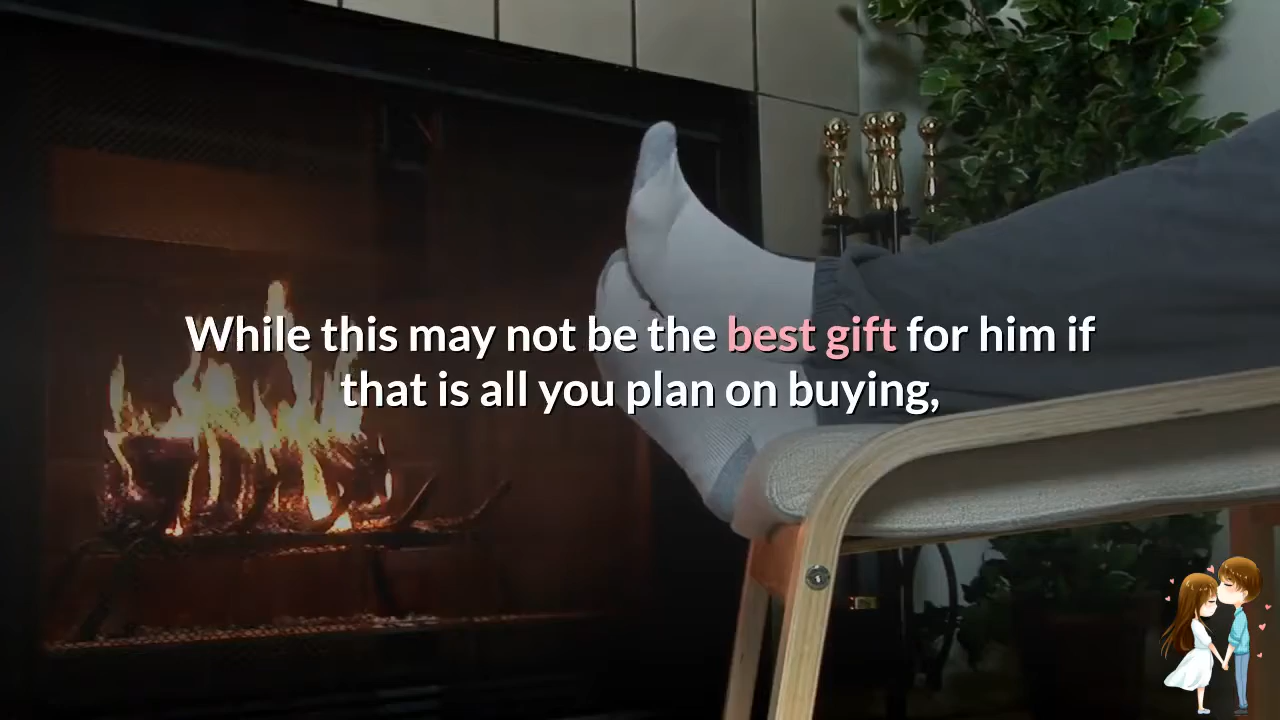 While this may not be the best gift for him if
that is all you plan on buying,